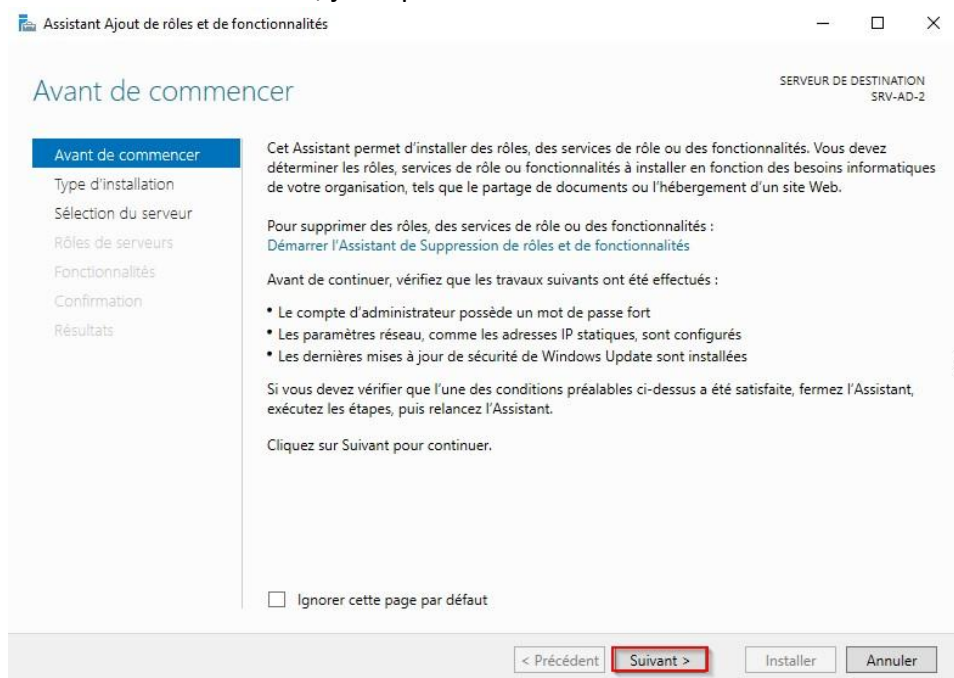 Assistant Ajout de rôles et de fonctionnalités
Avant de commencer
SERVEUR DE DESTINATION
SRV-AD-2
Avant de commencer
Type d'installation
Sélection du serveur
Rôles de serveurs
Fonctionnalités
Confirmation
Résultats
Cet Assistant permet d'installer des rôles, des services de rôle ou des fonctionnalités. Vous devez
déterminer les rôles, services de rôle ou fonctionnalités à installer en fonction des besoins informatiques
de votre organisation, tels que le partage de documents ou l'hébergement d'un site Web.
Pour supprimer des rôles, des services de rôle ou des fonctionnalités :
Démarrer l'Assistant de Suppression de rôles et de fonctionnalités
Avant de continuer, vérifiez que les travaux suivants ont été effectués :
• Le compte d'administrateur possède un mot de passe fort
• Les paramètres réseau, comme les adresses IP statiques, sont configurés
• Les dernières mises à jour de sécurité de Windows Update sont installées
Si vous devez vérifier que l'une des conditions préalables ci-dessus a été satisfaite, fermez l'Assistant,
exécutez les étapes, puis relancez l'Assistant.
Cliquez sur Suivant pour continuer.
Ignorer cette page par défaut
< Précédent Suivant > Installer Annuler